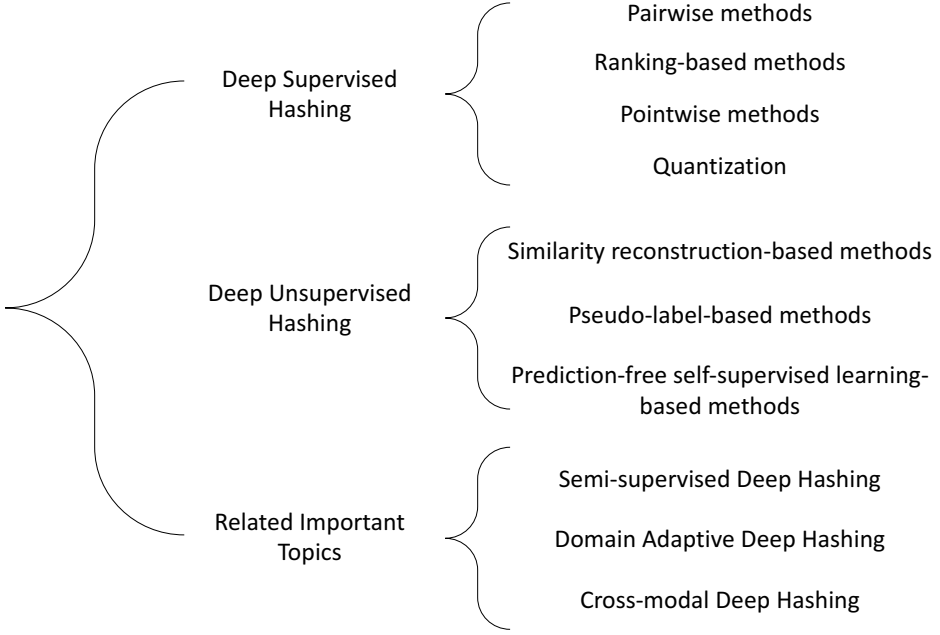 Deep Supervised
Hashing
Pairwise methods
Ranking-based methods
Pointwise methods
Quantization
Deep Unsupervised
Hashing
Similarity reconstruction-based methods
Pseudo-label-based methods
Prediction-free self-supervised learning-
based methods
Related Important
Topics
Semi-supervised Deep Hashing
Domain Adaptive Deep Hashing
Cross-modal Deep Hashing